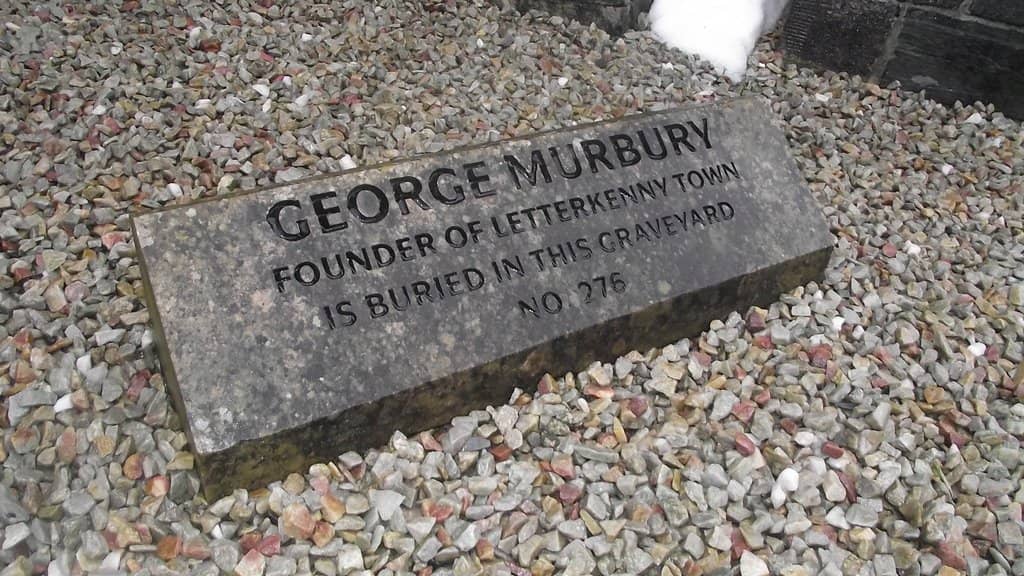 GEORGE MURBURY
FOUNDER OF LETTERKENNY TOWN
IS BURIED IN THIS GRAVEYARD
NO. 276